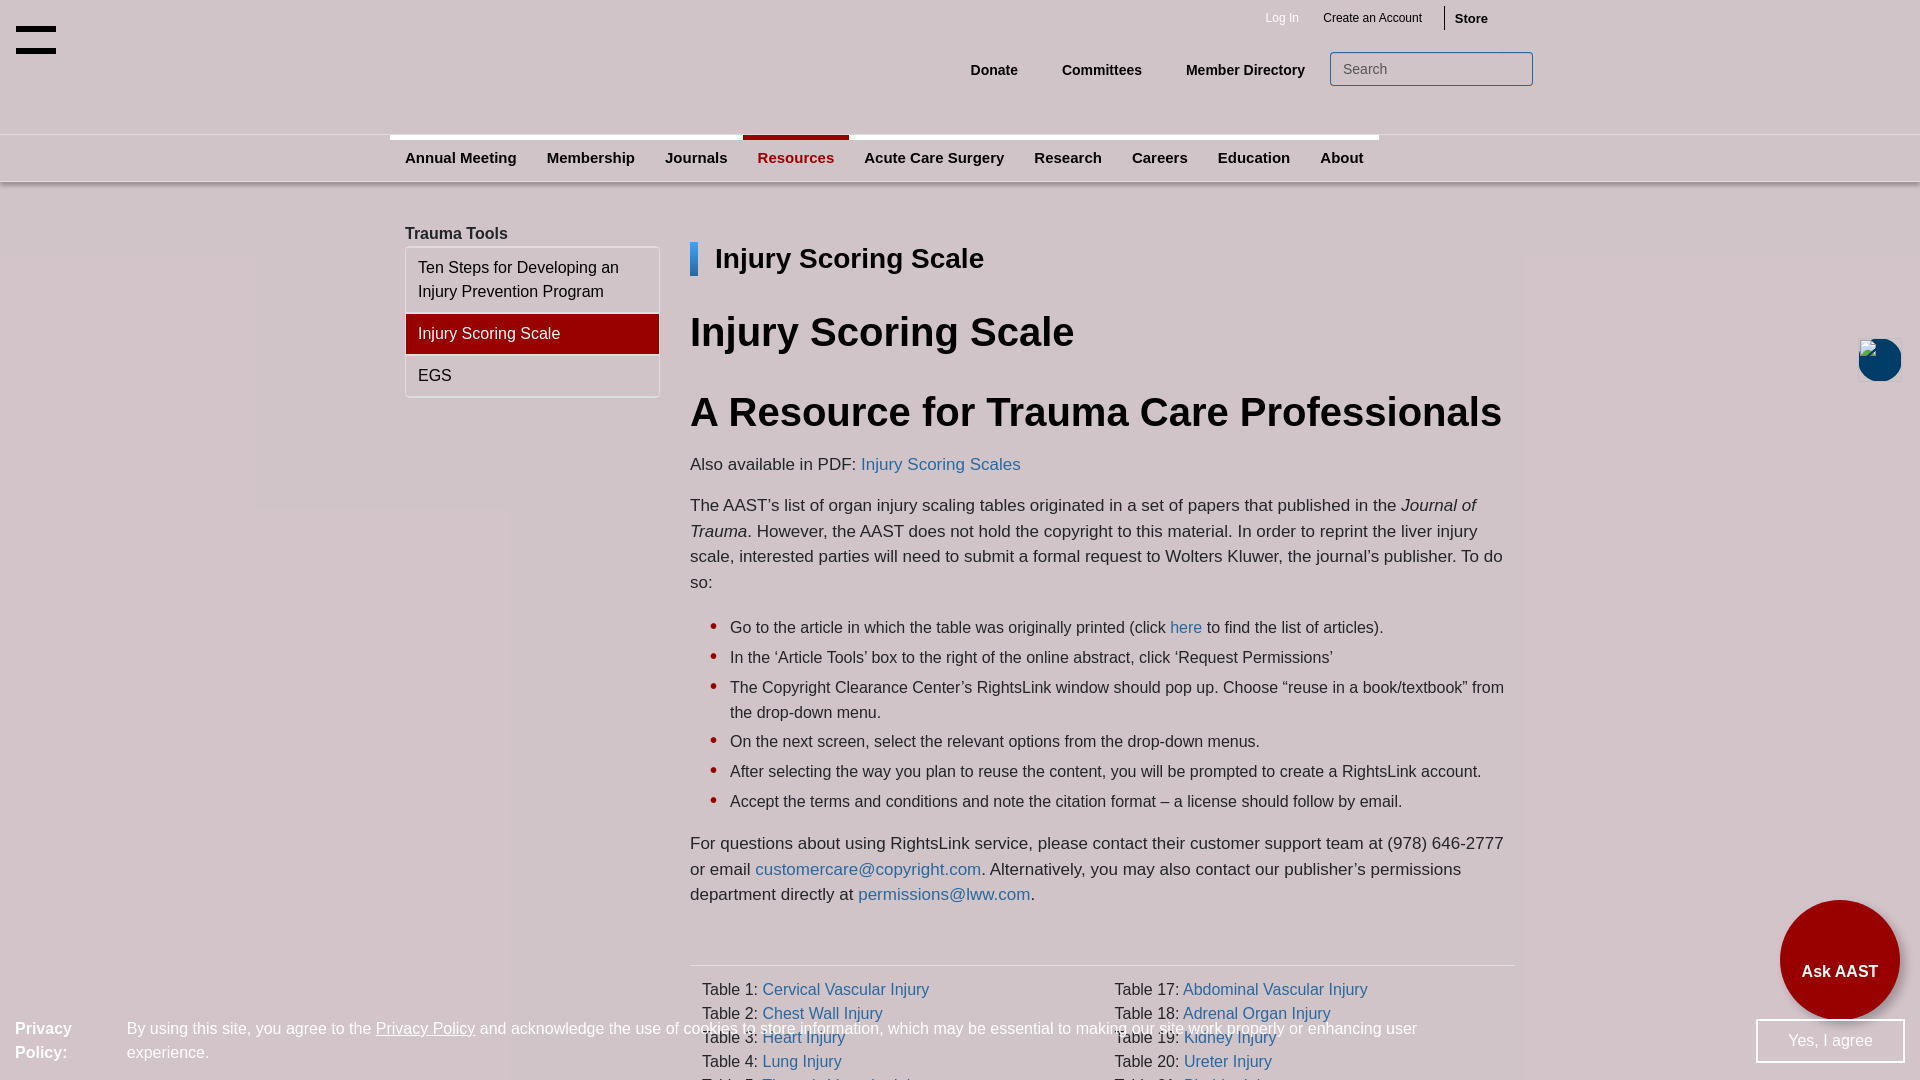 Log In
Create an Account
Store
Donate
Committees
Member Directory
Search
Annual Meeting
Membership
Journals
Resources
Acute Care Surgery
Research
Careers
Education
About
Trauma Tools
Ten Steps for Developing an
Injury Prevention Program
Injury Scoring Scale
EGS
Injury Scoring Scale
Injury Scoring Scale
A Resource for Trauma Care Professionals
Also available in PDF: Injury Scoring Scales
The AAST’s list of organ injury scaling tables originated in a set of papers that published in the Journal of
Trauma. However, the AAST does not hold the copyright to this material. In order to reprint the liver injury
scale, interested parties will need to submit a formal request to Wolters Kluwer, the journal’s publisher. To do
so:
• Go to the article in which the table was originally printed (click here to find the list of articles).
• In the ‘Article Tools’ box to the right of the online abstract, click ‘Request Permissions’
• The Copyright Clearance Center’s RightsLink window should pop up. Choose “reuse in a book/textbook” from
the drop-down menu.
• On the next screen, select the relevant options from the drop-down menus.
• After selecting the way you plan to reuse the content, you will be prompted to create a RightsLink account.
• Accept the terms and conditions and note the citation format – a license should follow by email.
For questions about using RightsLink service, please contact their customer support team at (978) 646-2777
or email customercare@copyright.com. Alternatively, you may also contact our publisher’s permissions
department directly at permissions@lww.com.
Table 1: Cervical Vascular Injury
Table 2: Chest Wall Injury
Table 3: Heart Injury
Table 4: Lung Injury
Table 17: Abdominal Vascular Injury
Table 18: Adrenal Organ Injury
Table 19: Kidney Injury
Table 20: Ureter Injury
Ask AAST
Privacy
Policy:
By using this site, you agree to the Privacy Policy and acknowledge the use of cookies to store information, which may be essential to making our site work properly or enhancing user
experience.
Yes, I agree